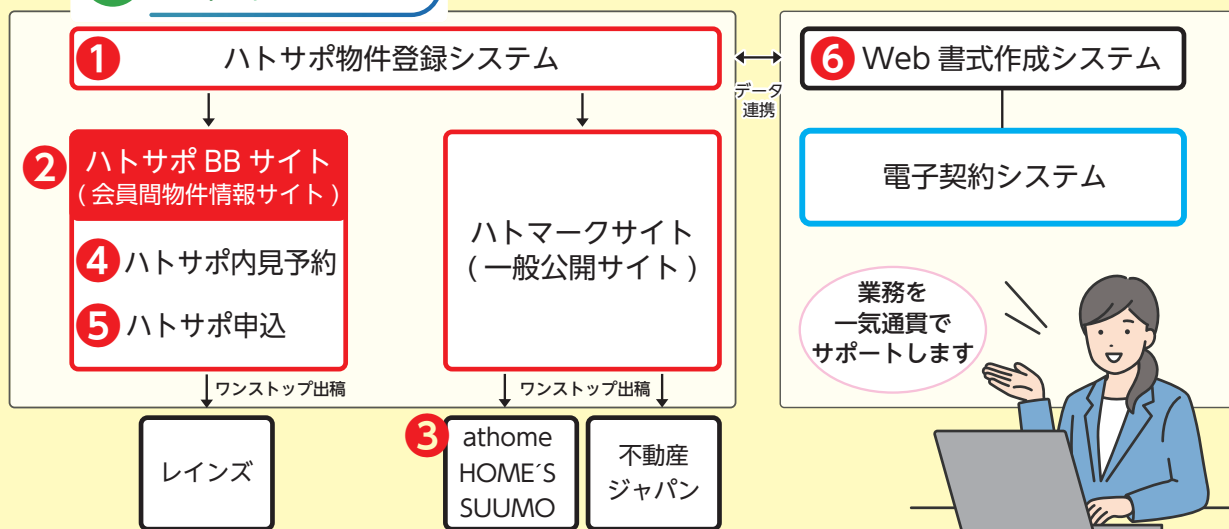 1 ハトサポ物件登録システム
データ
連携
6 Web 書式作成システム
2 ハトサポ BB サイト
( 会員間物件情報サイト )
4 ハトサポ内見予約
5 ハトサポ申込
ハトマークサイト
( 一般公開サイト )
電子契約システム
業務を
一気通貫で
サポートします
ワンストップ出稿
ワンストップ出稿
レインズ
3 athome
HOME´S
SUUMO
不動産
ジャパン